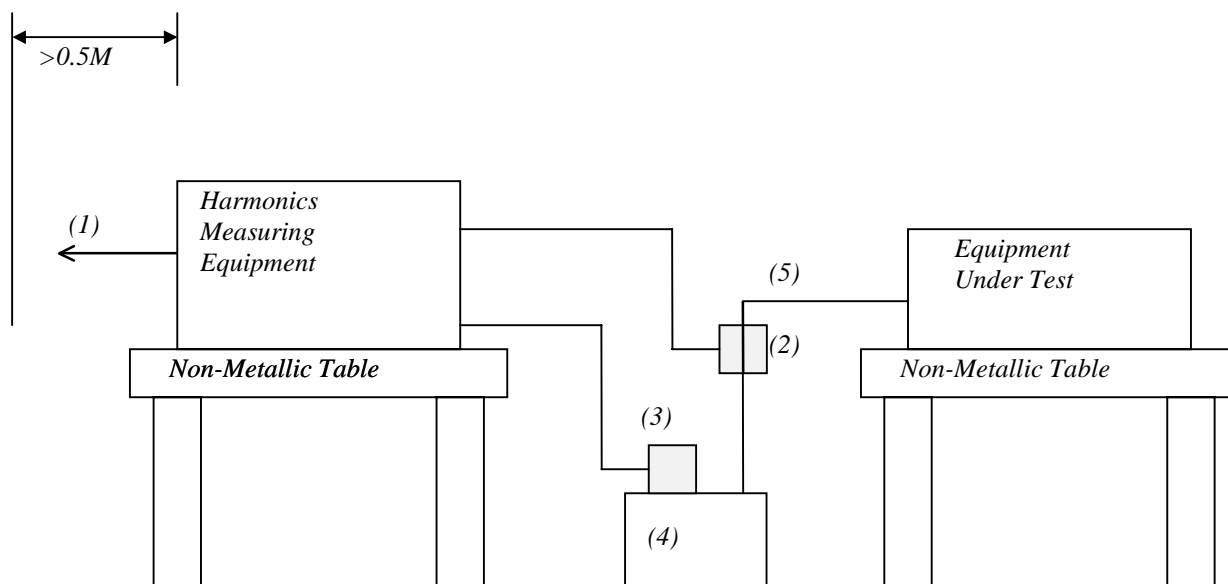 >0.5M
(1)
Harmonics
Measuring
Equipment
Equipment
Under Test
(5)
(2)
Non-Metallic Table
Non-Metallic Table
(3)
(4)